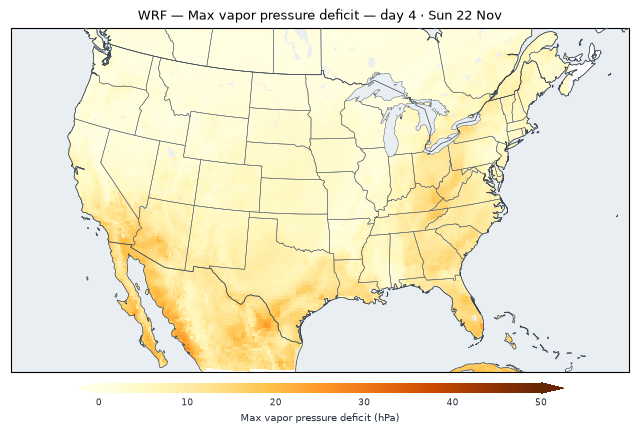 WRF — Max vapor pressure deficit — day 4 · Sun 22 Nov
0 10 20 30 40 50
Max vapor pressure deficit (hPa)